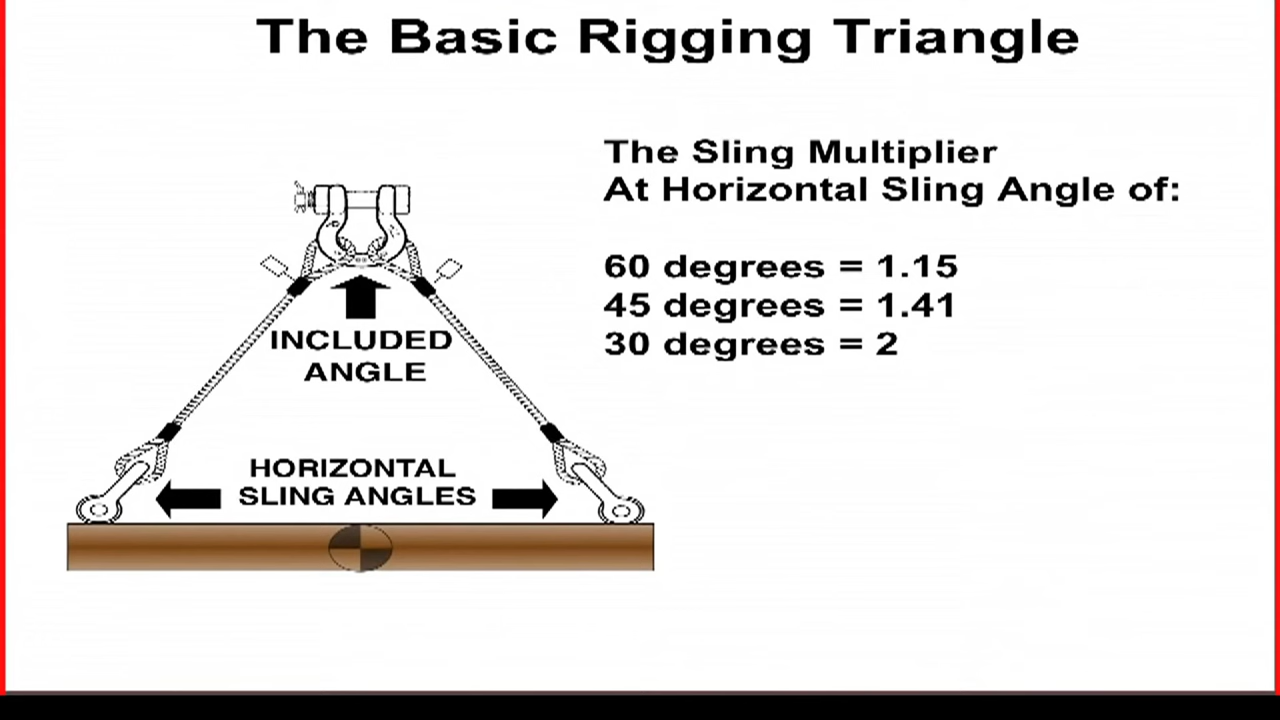 The Basic Rigging Triangle
The Sling Multiplier
At Horizontal Sling Angle of:
60 degrees = 1.15
45 degrees = 1.41
30 degrees = 2
INCLUDED
ANGLE
HORIZONTAL
SLING ANGLES